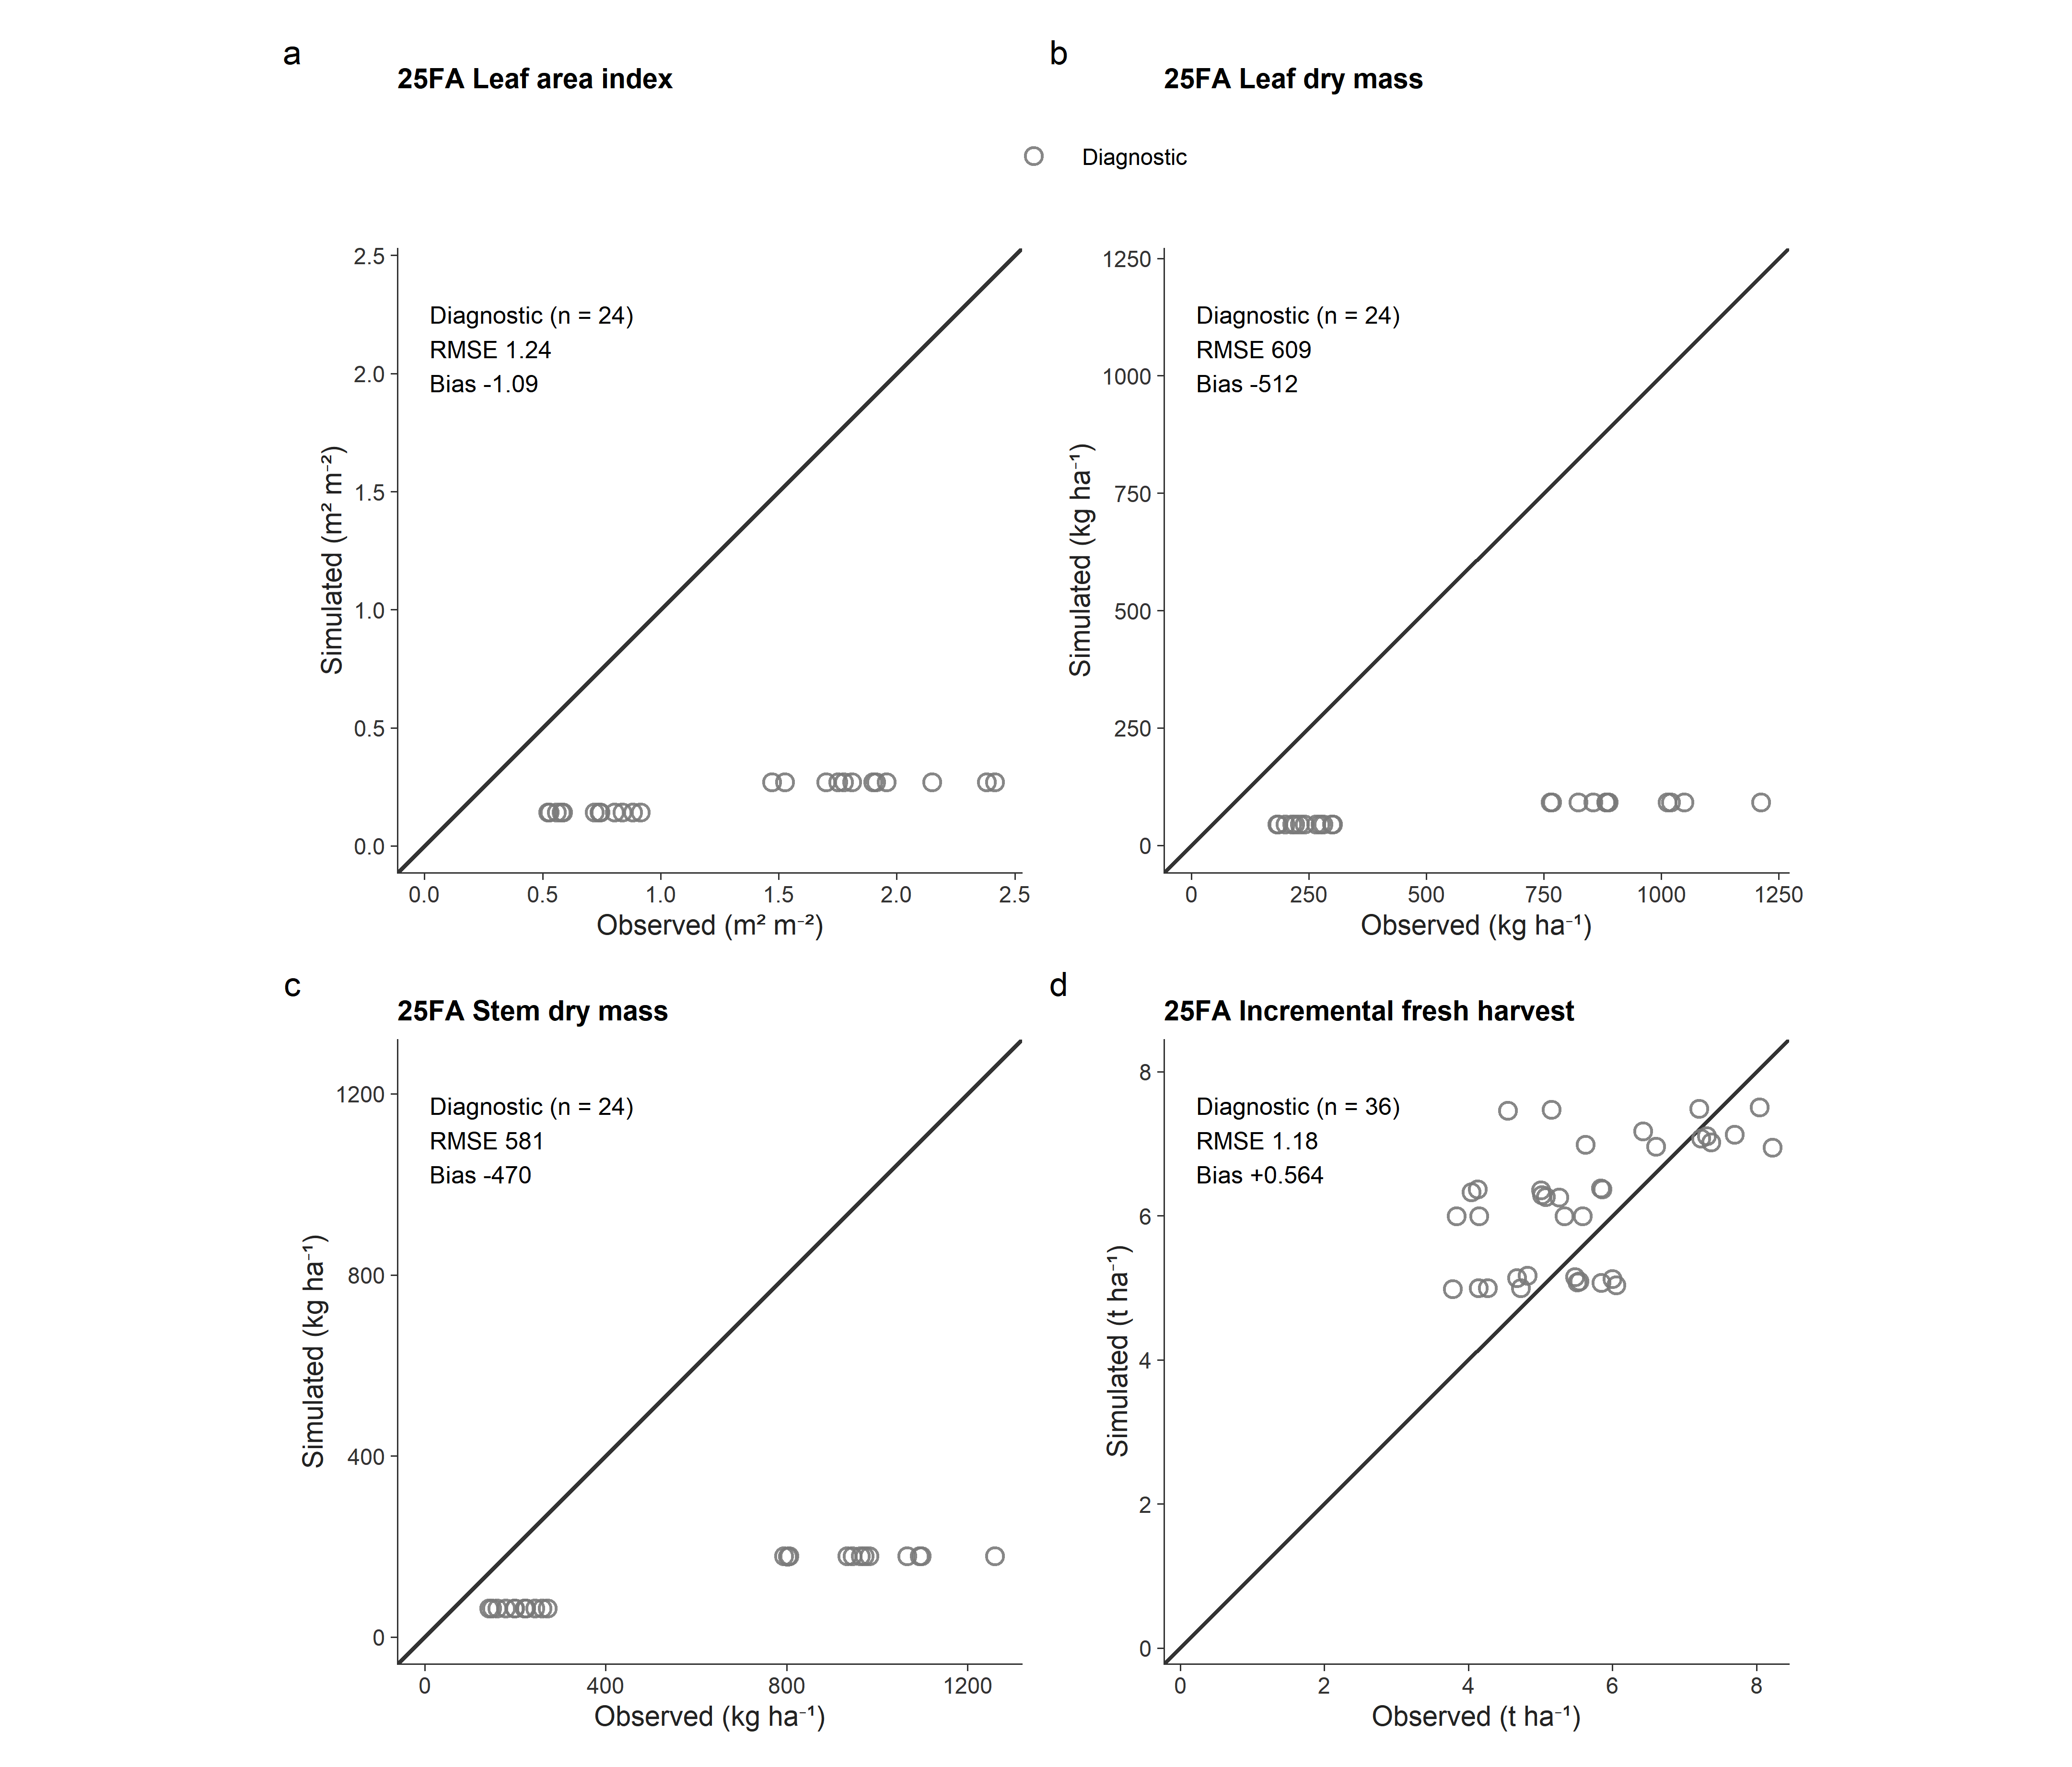 a
25FA Leaf area index
b
25FA Leaf dry mass
Diagnostic
2.5
2.0
1.5
1.0
0.5
0.0
Simulated (m² m⁻²)
Diagnostic (n = 24)
RMSE 1.24
Bias -1.09
0.0 0.5 1.0 1.5 2.0 2.5
Observed (m² m⁻²)
1250
1000
750
500
250
0
Simulated (kg ha⁻¹)
Diagnostic (n = 24)
RMSE 609
Bias -512
0 250 500 750 1000 1250
Observed (kg ha⁻¹)
c
25FA Stem dry mass
1200
800
400
0
Simulated (kg ha⁻¹)
Diagnostic (n = 24)
RMSE 581
Bias -470
0 400 800 1200
Observed (kg ha⁻¹)
d
25FA Incremental fresh harvest
8
6
4
2
0
Simulated (t ha⁻¹)
Diagnostic (n = 36)
RMSE 1.18
Bias +0.564
0 2 4 6 8
Observed (t ha⁻¹)